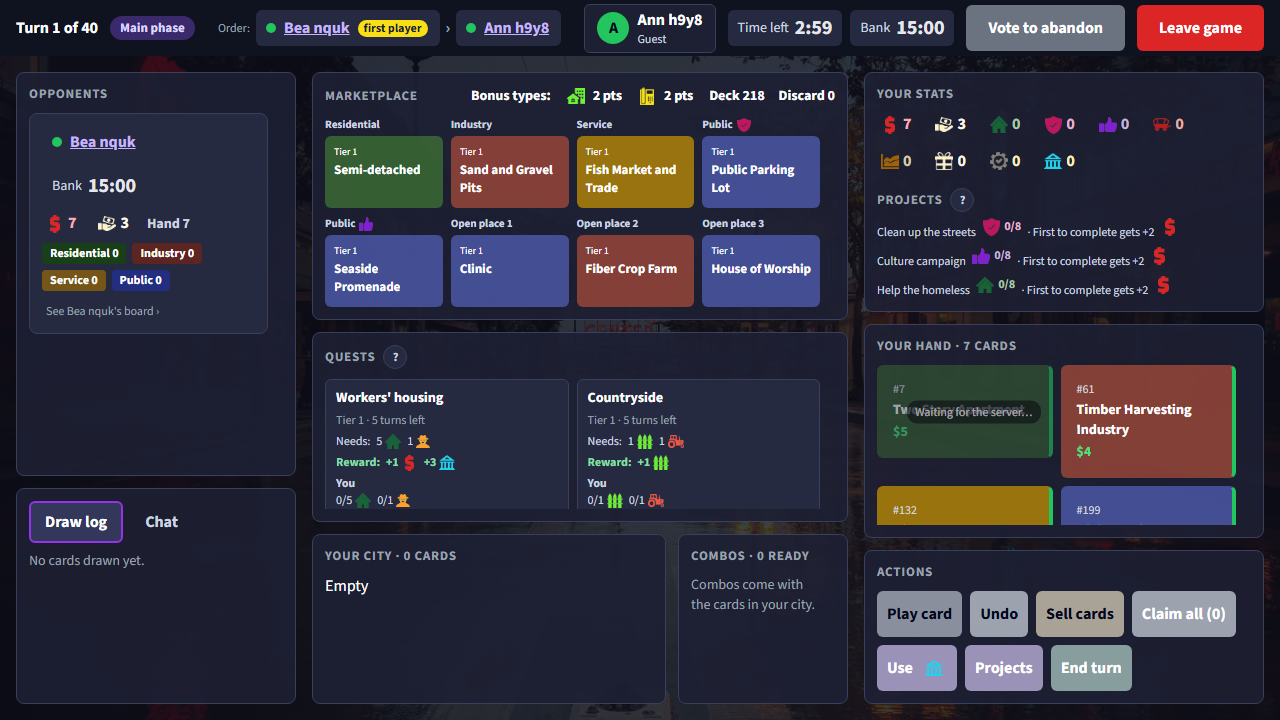 Turn 1 of 40
Main phase
Order:
Bea nquk
first player
›
Ann h9y8
A
Ann h9y8
Guest
Time left 2:59
Bank 15:00
Vote to abandon
Leave game
OPPONENTS
Bea nquk
Bank 15:00
7 3 Hand 7
Residential 0
Industry 0
Service 0
Public 0
See Bea nquk's board ›
Draw log
Chat
No cards drawn yet.
MARKETPLACE
Bonus types: 2 pts 2 pts Deck 218 Discard 0
Residential
Industry
Service
Public
Tier 1
Semi-detached
Tier 1
Sand and Gravel
Pits
Tier 1
Fish Market and
Trade
Tier 1
Public Parking
Lot
Public
Open place 1
Open place 2
Open place 3
Tier 1
Seaside
Promenade
Tier 1
Clinic
Tier 1
Fiber Crop Farm
Tier 1
House of Worship
QUESTS ?
Workers' housing
Tier 1 · 5 turns left
Needs: 5 1
Reward: +1 +3
You
0/5 0/1
Countryside
Tier 1 · 5 turns left
Needs: 1 1
Reward: +1
You
0/1 0/1
YOUR CITY · 0 CARDS
Empty
COMBOS · 0 READY
Combos come with
the cards in your city.
YOUR STATS
7 3 0 0 0 0
0 0 0 0
PROJECTS ?
Clean up the streets 0/8 · First to complete gets +2
Culture campaign 0/8 · First to complete gets +2
Help the homeless 0/8 · First to complete gets +2
YOUR HAND · 7 CARDS
#7
Waiting for the server...
$5
#61
Timber Harvesting
Industry
$4
#132
#199
ACTIONS
Play card
Undo
Sell cards
Claim all (0)
Use
Projects
End turn